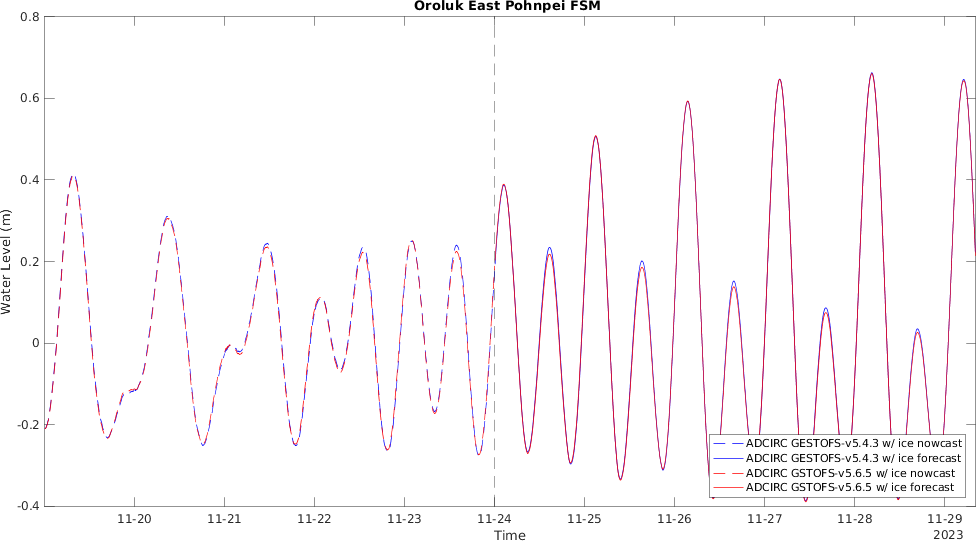 Oroluk East Pohnpei FSM
0.8
0.6
0.4
0.2
0
-0.2
-0.4
Water Level (m)
ADCIRC GESTOFS-v5.4.3 w/ ice nowcast
ADCIRC GESTOFS-v5.4.3 w/ ice forecast
ADCIRC GSTOFS-v5.6.5 w/ ice nowcast
ADCIRC GSTOFS-v5.6.5 w/ ice forecast
11-20 11-21 11-22 11-23 11-24 11-25 11-26 11-27 11-28 11-29
Time 2023